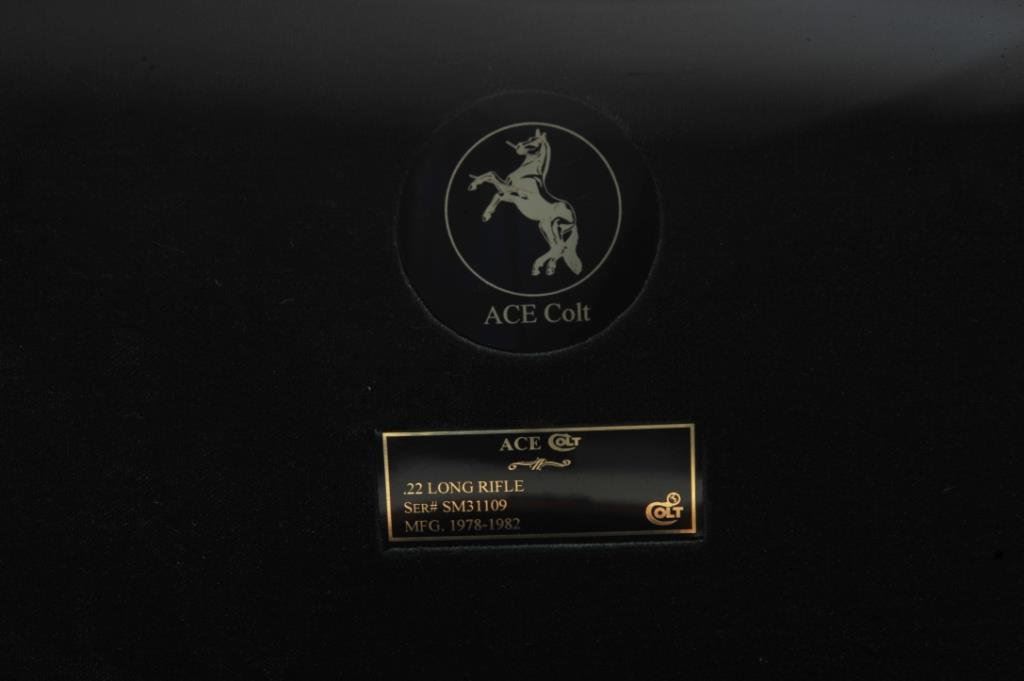 ACE Colt
ACE COLT
.22 LONG RIFLE
SER# SM31109
MFG. 1978-1982
COLT